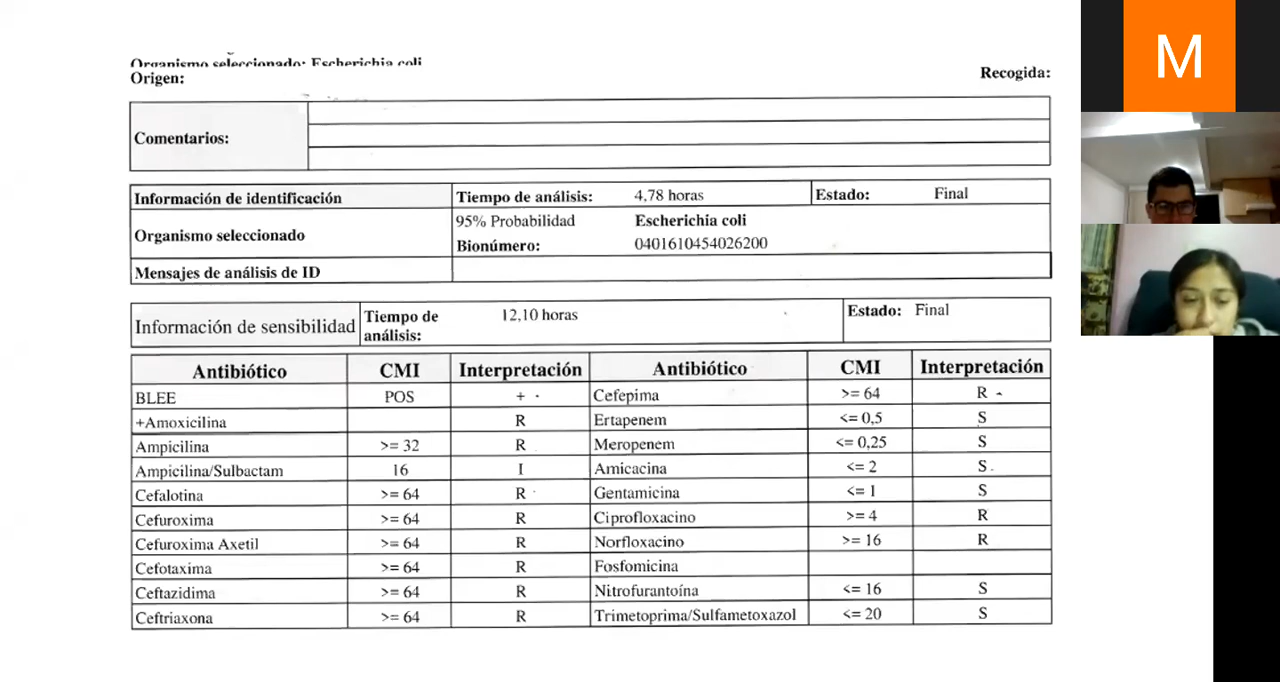 Organismo seleccionado: Escherichia coli
Origen: Recogida:
Comentarios:
Información de identificación Tiempo de análisis: 4,78 horas Estado: Final
Organismo seleccionado 95% Probabilidad Escherichia coli
Bionúmero: 0401610454026200
Mensajes de análisis de ID
Información de sensibilidad Tiempo de análisis: 12,10 horas Estado: Final
Antibiótico CMI Interpretación Antibiótico CMI Interpretación
BLEE POS + Cefepima >= 64 R
+Amoxicilina R Ertapenem <= 0,5 S
Ampicilina >= 32 R Meropenem <= 0,25 S
Ampicilina/Sulbactam 16 I Amicacina <= 2 S
Cefalotina >= 64 R Gentamicina <= 1 S
Cefuroxima >= 64 R Ciprofloxacino >= 4 R
Cefuroxima Axetil >= 64 R Norfloxacino >= 16 R
Cefotaxima >= 64 R Fosfomicina
Ceftazidima >= 64 R Nitrofurantoína <= 16 S
Ceftriaxona >= 64 R Trimetoprima/Sulfametoxazol <= 20 S
M